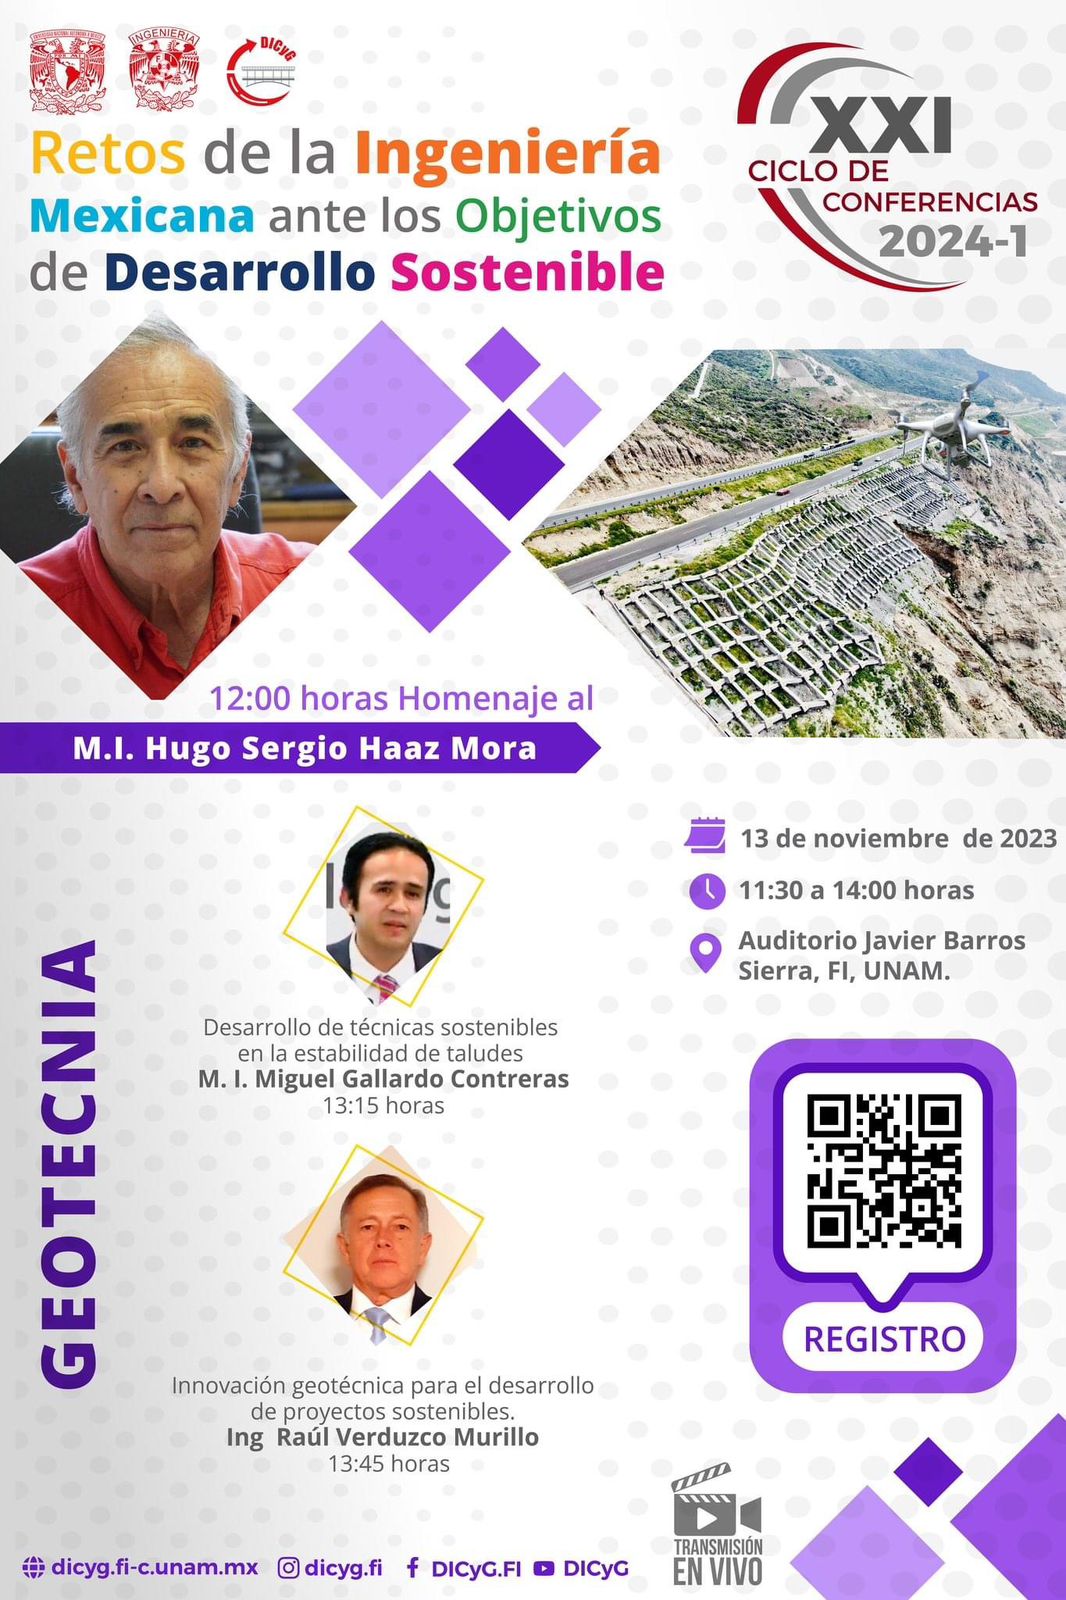 INGENIERIA
DICyG
Retos de la Ingeniería
Mexicana ante los Objetivos
de Desarrollo Sostenible
XXI
CICLO DE
CONFERENCIAS
2024-1
12:00 horas Homenaje al
M.I. Hugo Sergio Haaz Mora
13 de noviembre de 2023
11:30 a 14:00 horas
Auditorio Javier Barros
Sierra, FI, UNAM.
GEOTECNIA
Desarrollo de técnicas sostenibles
en la estabilidad de taludes
M. I. Miguel Gallardo Contreras
13:15 horas
Innovación geotécnica para el desarrollo
de proyectos sostenibles.
Ing Raúl Verduzco Murillo
13:45 horas
REGISTRO
TRANSMISIÓN
EN VIVO
dicyg.fi-c.unam.mx dicyg.fi DICyG.FI DICyG